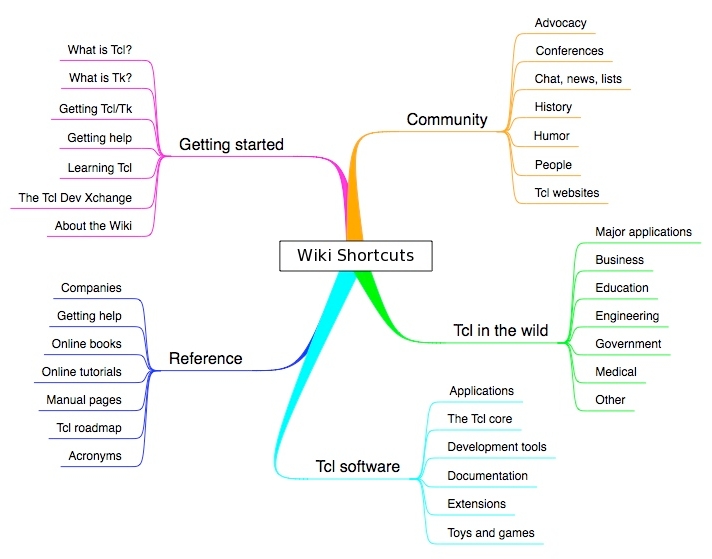 Wiki Shortcuts
Getting started
What is Tcl?
What is Tk?
Getting Tcl/Tk
Getting help
Learning Tcl
The Tcl Dev Xchange
About the Wiki
Community
Advocacy
Conferences
Chat, news, lists
History
Humor
People
Tcl websites
Tcl in the wild
Major applications
Business
Education
Engineering
Government
Medical
Other
Tcl software
Applications
The Tcl core
Development tools
Documentation
Extensions
Toys and games
Reference
Companies
Getting help
Online books
Online tutorials
Manual pages
Tcl roadmap
Acronyms